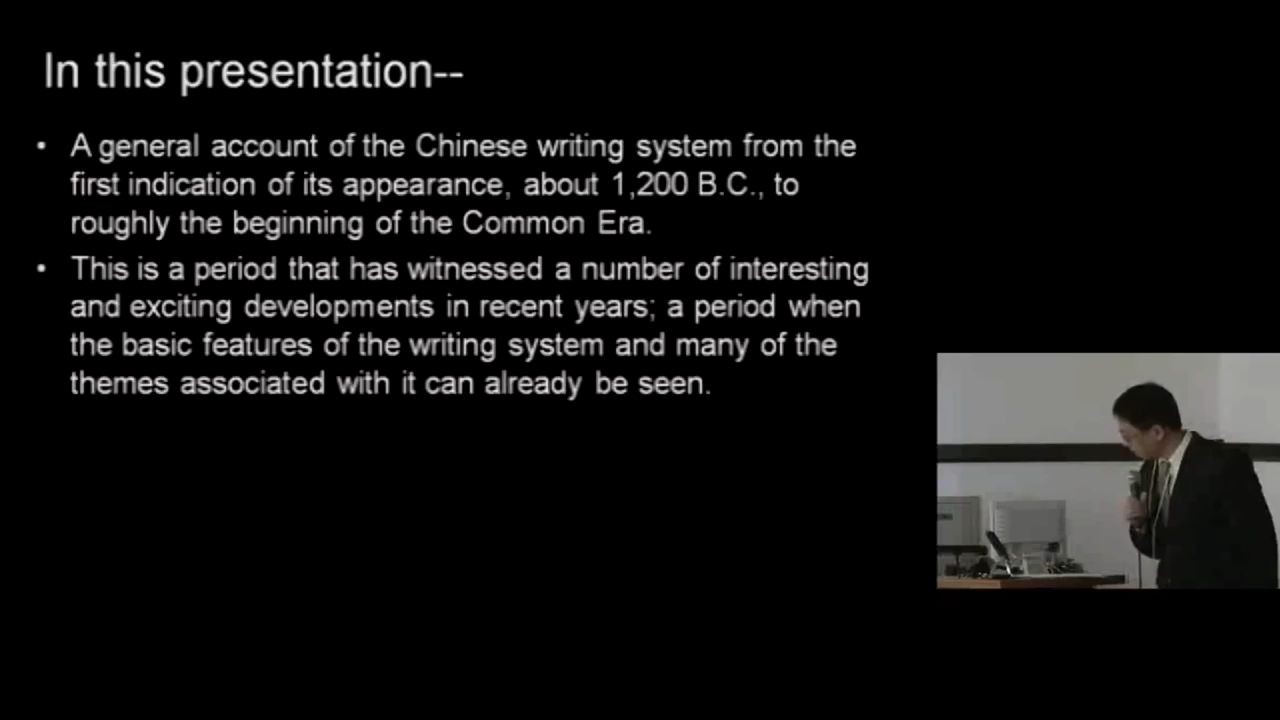 In this presentation--
• A general account of the Chinese writing system from the
first indication of its appearance, about 1,200 B.C., to
roughly the beginning of the Common Era.
• This is a period that has witnessed a number of interesting
and exciting developments in recent years; a period when
the basic features of the writing system and many of the
themes associated with it can already be seen.